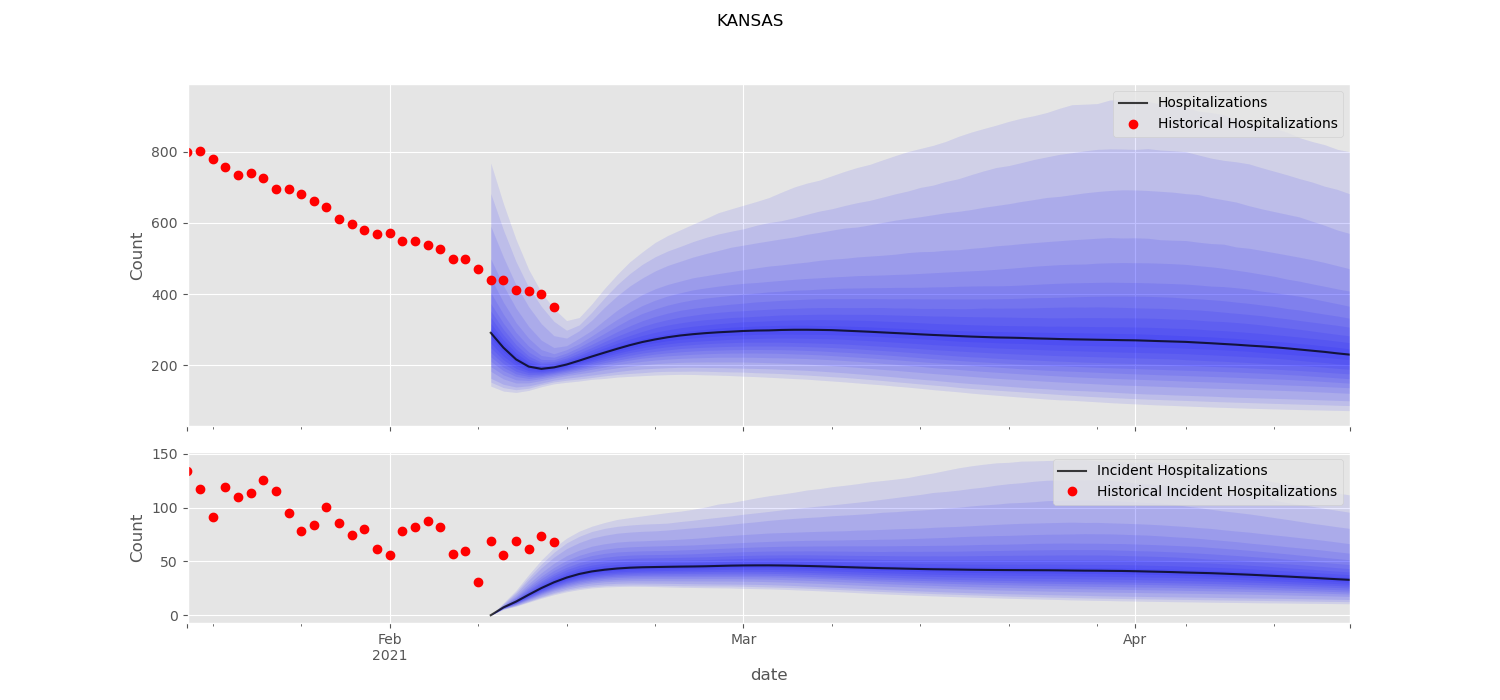 KANSAS
Hospitalizations
Historical Hospitalizations
800
600
400
200
Count
Incident Hospitalizations
Historical Incident Hospitalizations
150
100
50
0
Count
Feb
2021
Mar
Apr
date